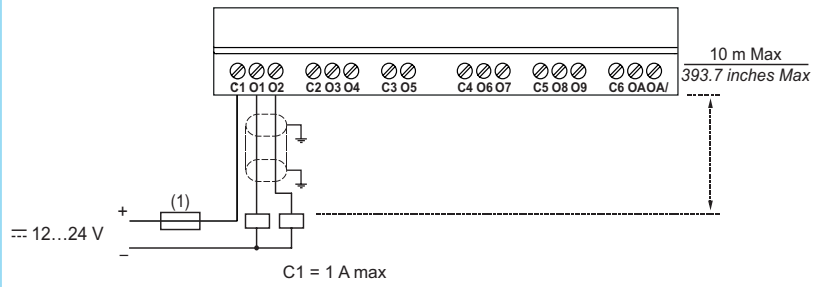 10 m Max
393.7 inches Max
C1 O1 O2 C2 O3 O4 C3 O5 C4 O6 O7 C5 O8 O9 C6 OA OA/
(1)
+
⎓ 12…24 V
–
C1 = 1 A max